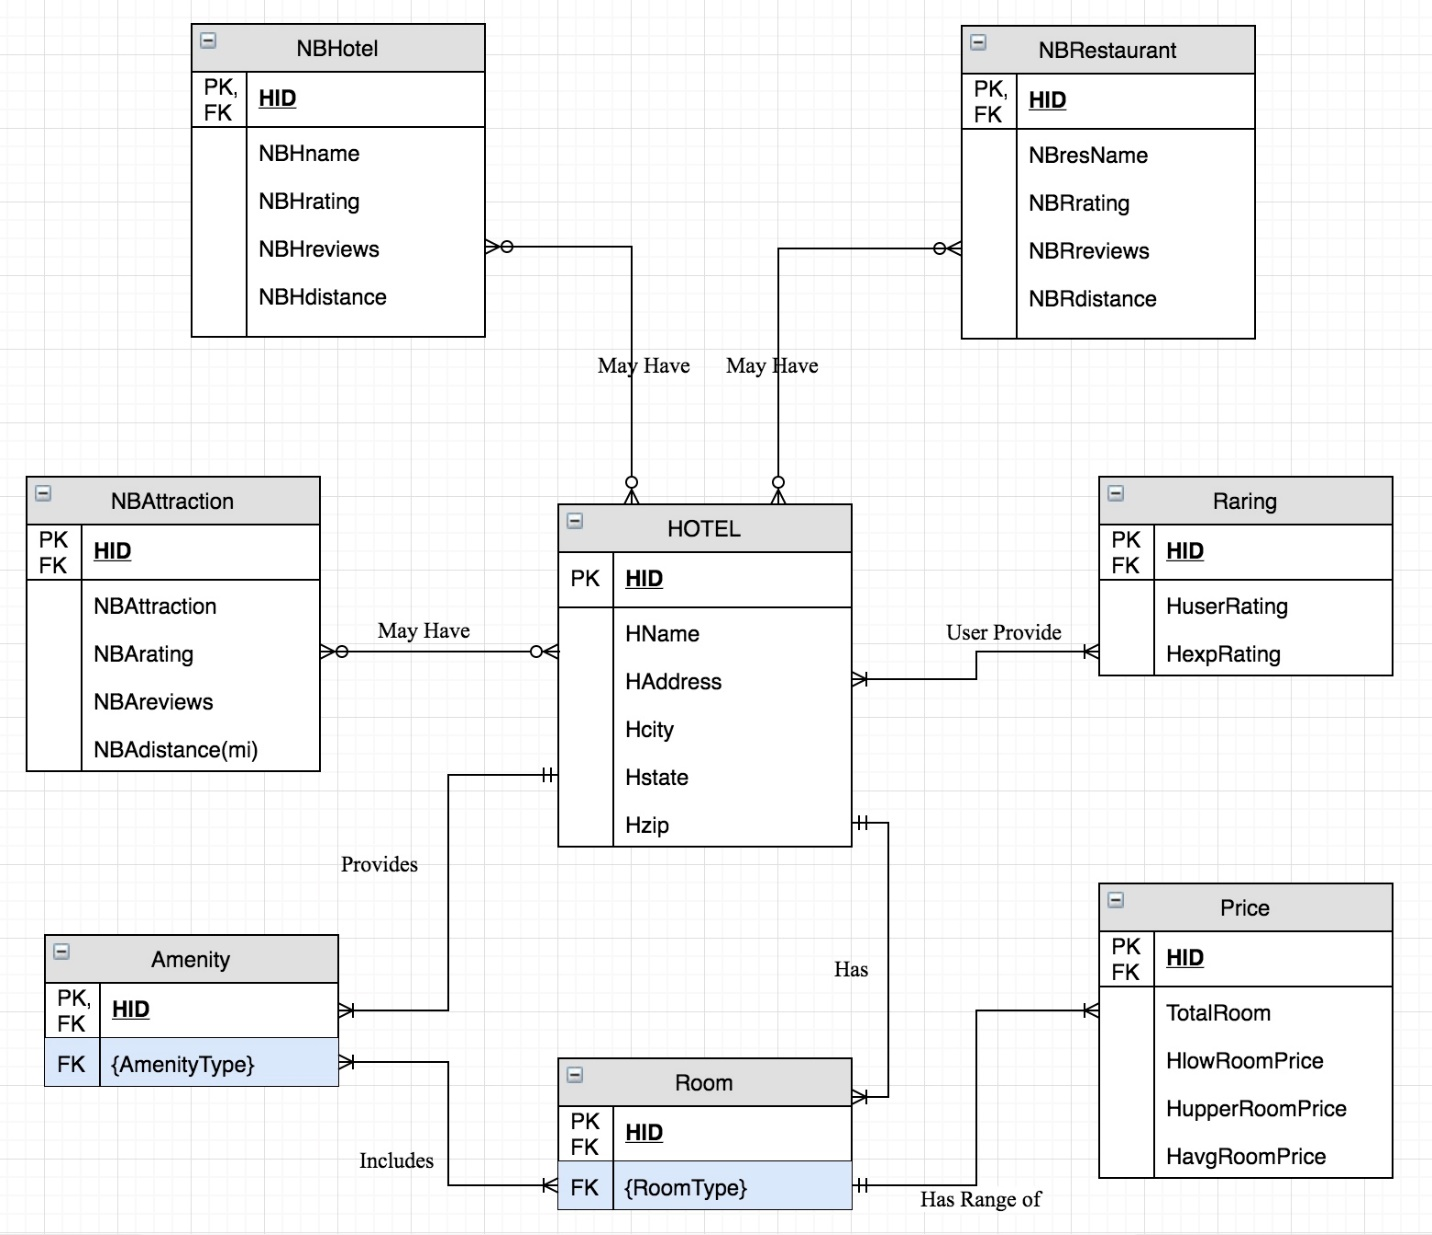 NBHotel
PK,
FK
HID
NBHname
NBHrating
NBHreviews
NBHdistance
NBRestaurant
PK,
FK
HID
NBresName
NBRrating
NBRreviews
NBRdistance
May Have
May Have
NBAttraction
PK
FK
HID
NBAttraction
NBArating
NBAreviews
NBAdistance(mi)
May Have
HOTEL
PK
HID
HName
HAddress
Hcity
Hstate
Hzip
User Provide
Raring
PK
FK
HID
HuserRating
HexpRating
Provides
Has
Amenity
PK,
FK
HID
FK
{AmenityType}
Includes
Room
PK
FK
HID
FK
{RoomType}
Has Range of
Price
PK
FK
HID
TotalRoom
HlowRoomPrice
HupperRoomPrice
HavgRoomPrice